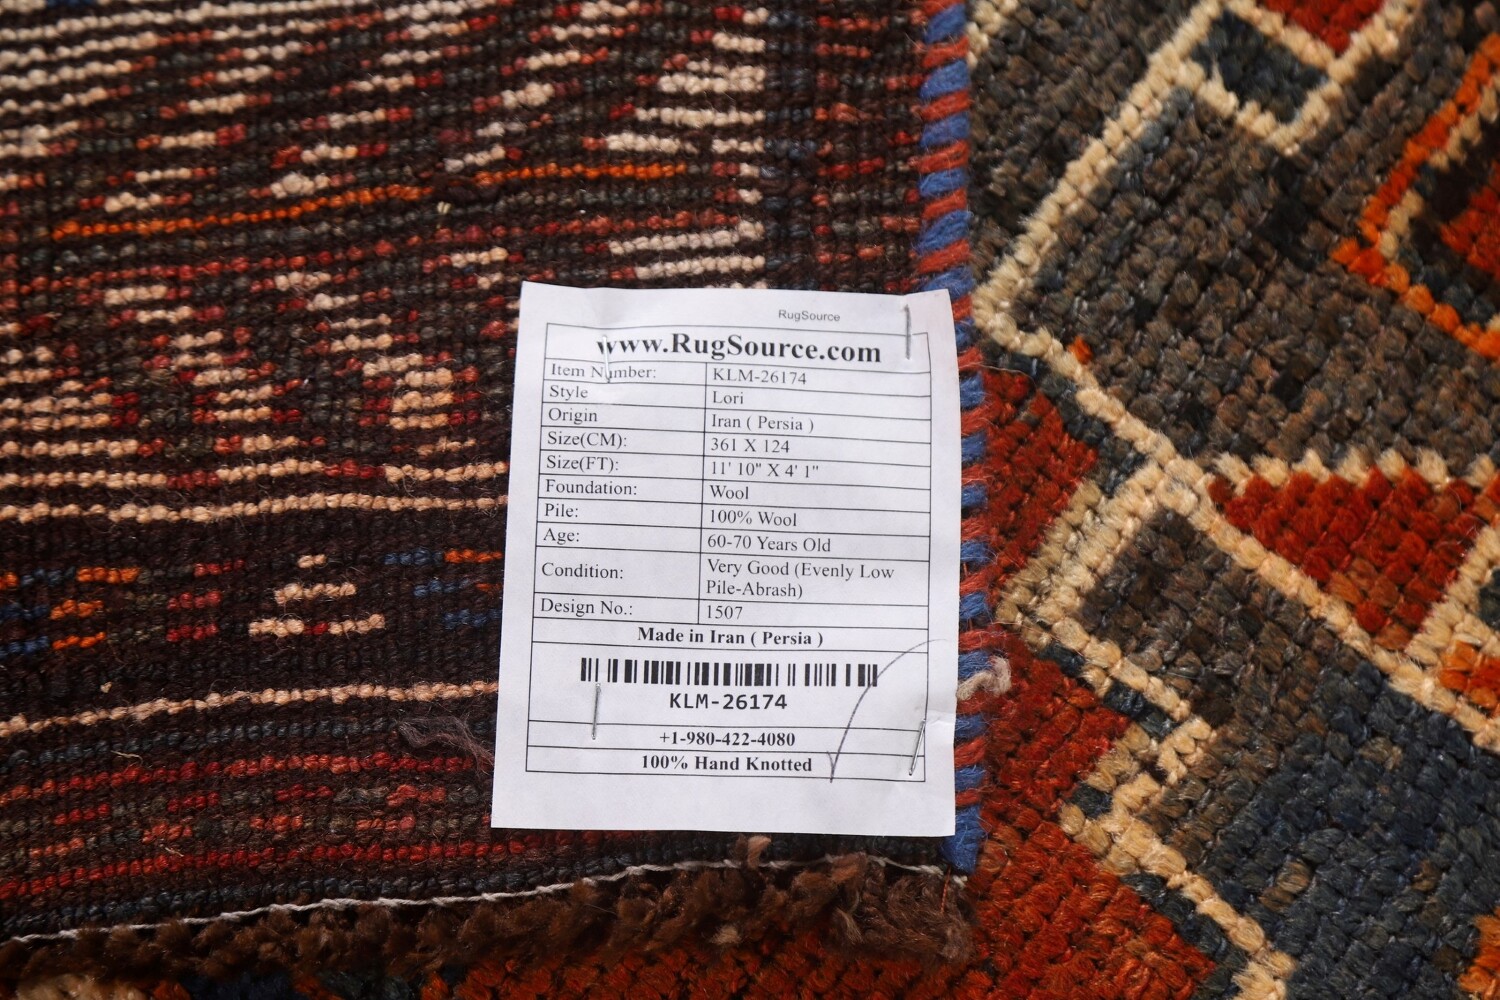 RugSource
www.RugSource.com
Item Number: KLM-26174
Style Lori
Origin Iran ( Persia )
Size(CM): 361 X 124
Size(FT): 11' 10" X 4' 1"
Foundation: Wool
Pile: 100% Wool
Age: 60-70 Years Old
Condition: Very Good (Evenly Low
Pile-Abrash)
Design No.: 1507
Made in Iran ( Persia )
KLM-26174
+1-980-422-4080
100% Hand Knotted